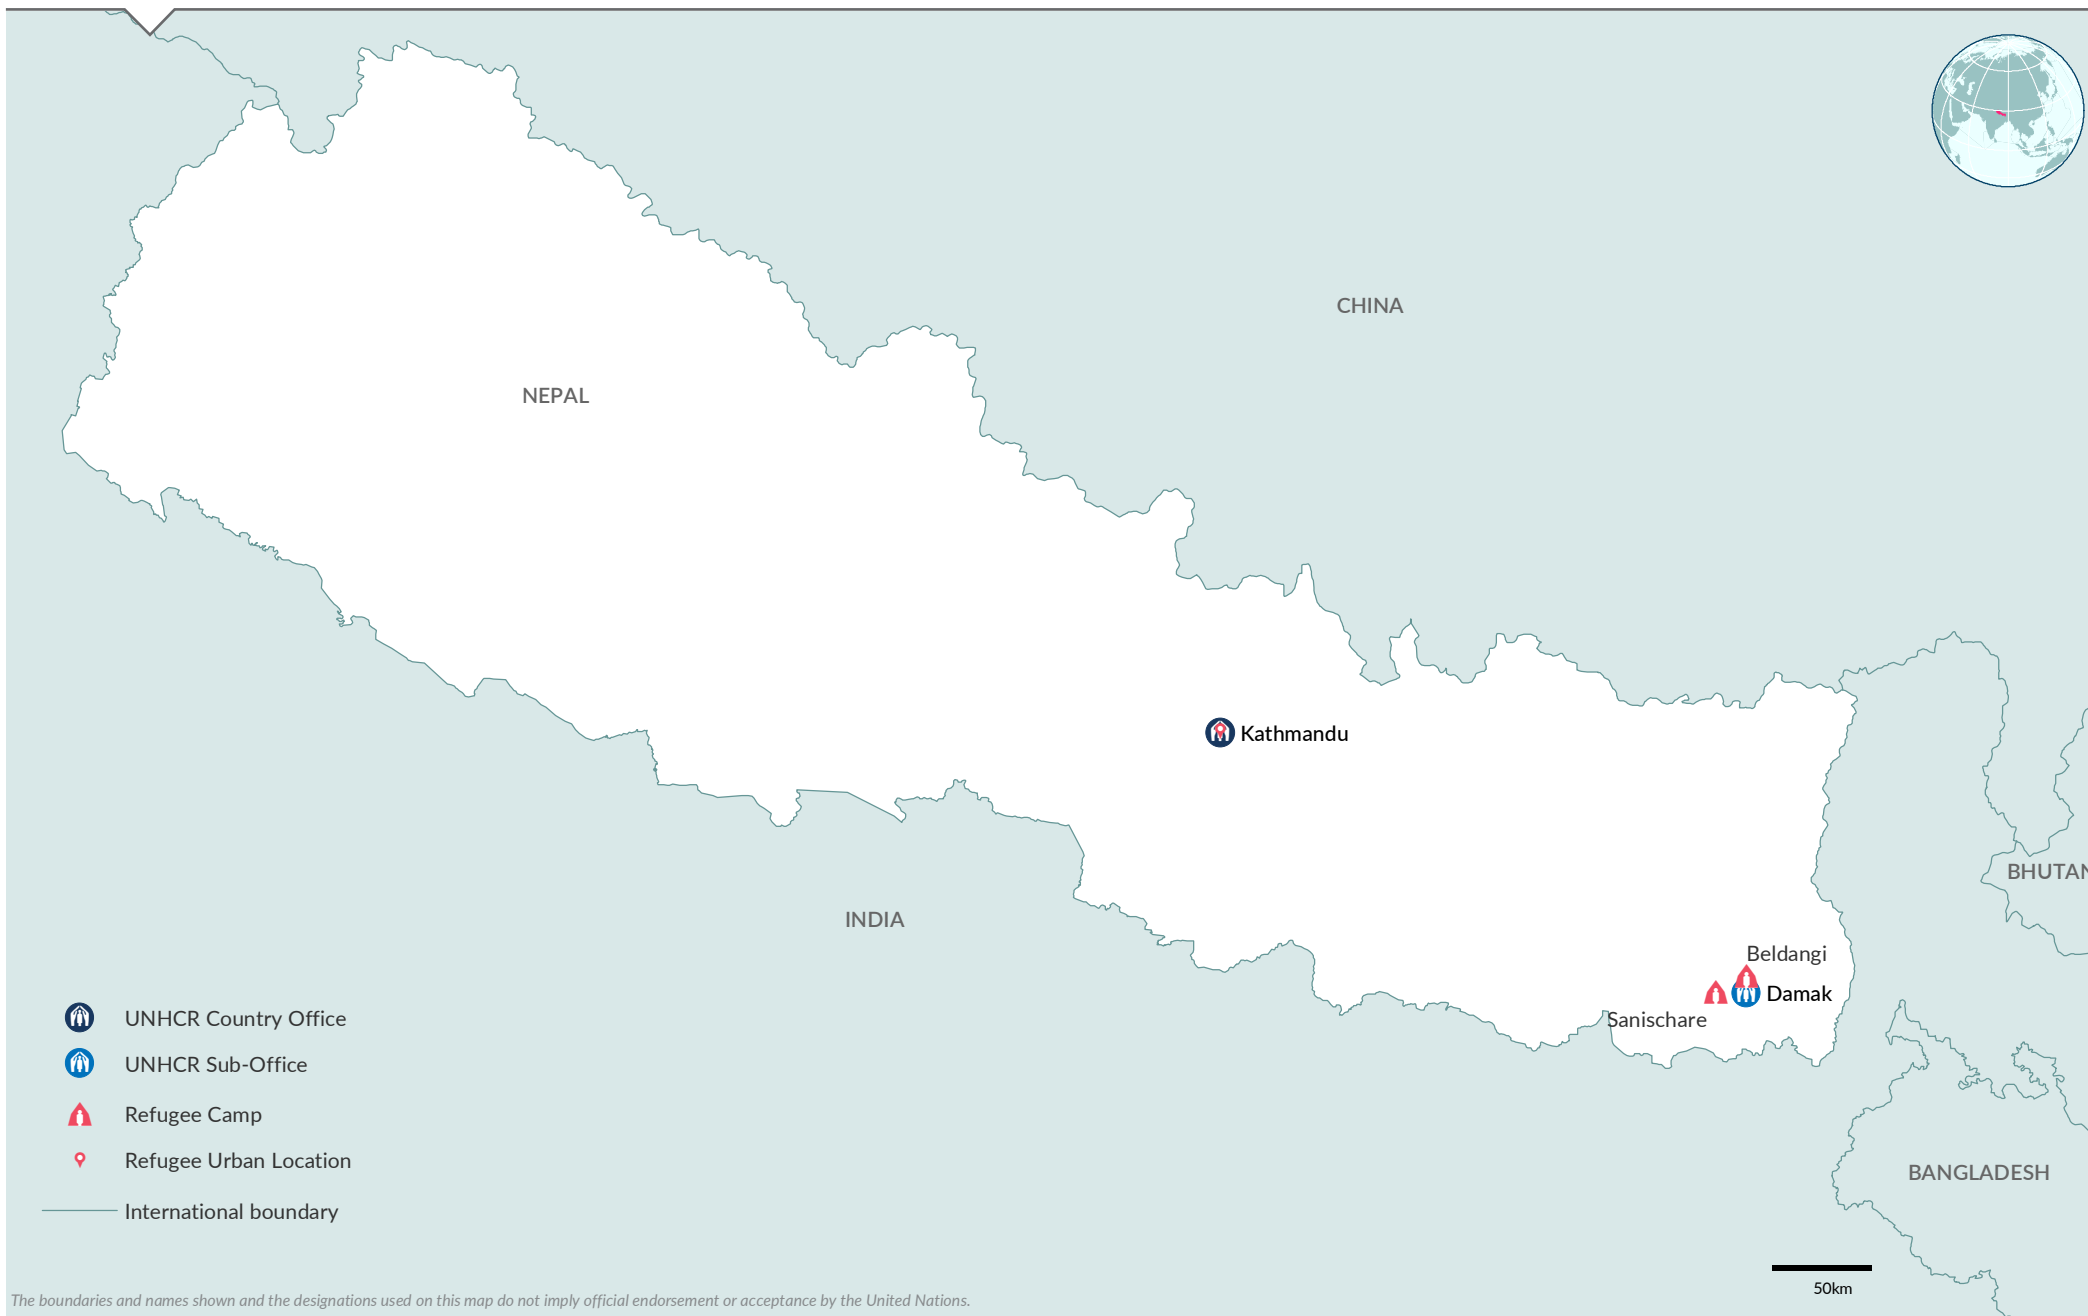 CHINA
NEPAL
Kathmandu
BHUTAN
INDIA
Beldangi
Damak
Sanischare
UNHCR Country Office
UNHCR Sub-Office
Refugee Camp
Refugee Urban Location
International boundary
BANGLADESH
50km
The boundaries and names shown and the designations used on this map do not imply official endorsement or acceptance by the United Nations.